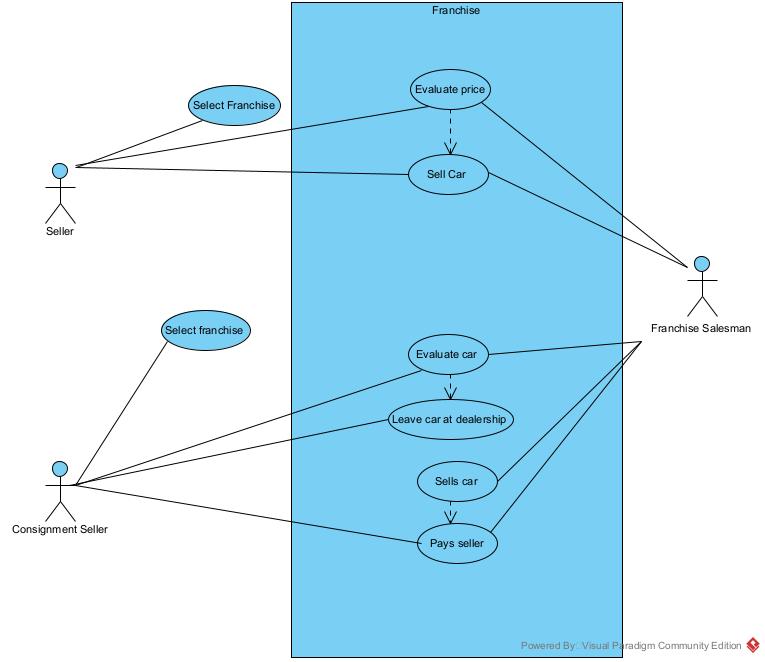 Franchise
Evaluate price
Select Franchise
Sell Car
Seller
Franchise Salesman
Select franchise
Evaluate car
Leave car at dealership
Sells car
Consignment Seller
Pays seller
Powered By: Visual Paradigm Community Edition